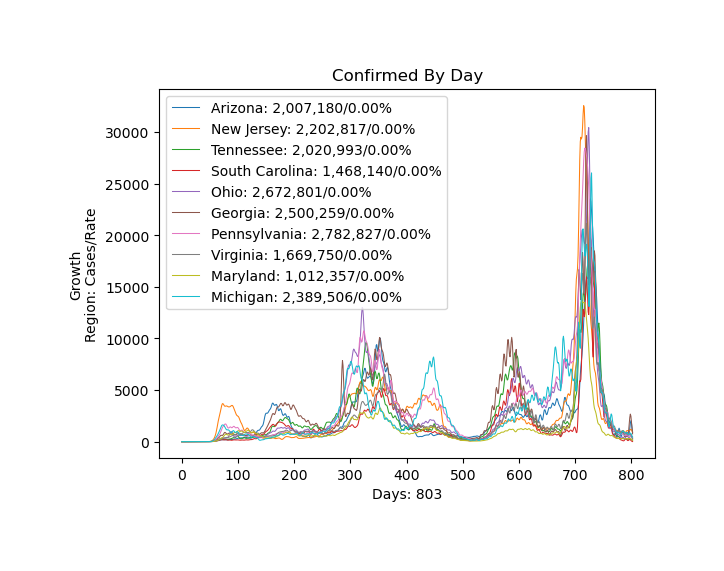 Confirmed By Day
Growth
Region: Cases/Rate
30000
25000
20000
15000
10000
5000
0
Arizona: 2,007,180/0.00%
New Jersey: 2,202,817/0.00%
Tennessee: 2,020,993/0.00%
South Carolina: 1,468,140/0.00%
Ohio: 2,672,801/0.00%
Georgia: 2,500,259/0.00%
Pennsylvania: 2,782,827/0.00%
Virginia: 1,669,750/0.00%
Maryland: 1,012,357/0.00%
Michigan: 2,389,506/0.00%
0 100 200 300 400 500 600 700 800
Days: 803